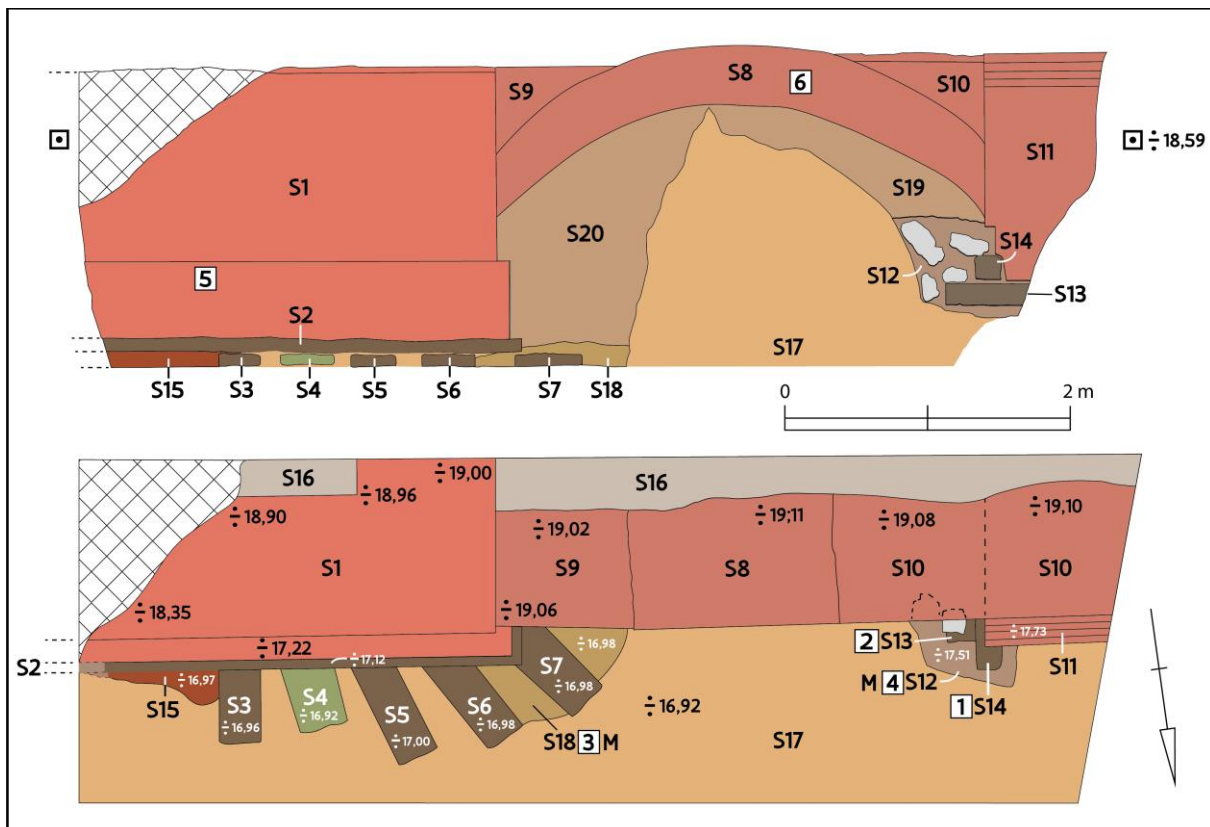 S9
S8
6
S10
÷ 18,59
S1
S11
S19
S20
S14
S12
5
S13
S2
S17
S15
S3
S4
S5
S6
S7
S18
0
2 m
S16
÷ 19,00
S16
÷ 18,96
÷ 18,90
÷ 19,02
÷ 19;11
÷ 19,08
÷ 19,10
S1
S9
S8
S10
S10
÷ 18,35
÷ 19,06
÷ 17,22
2 S13
÷ 17,73
S2
÷ 17,12
÷ 16,98
÷ 17,51
S11
÷ 16,97
S7
M 4 S12
S15
S3
S4
÷ 16,98
S6
÷ 16,92
1 S14
÷ 16,96
÷ 16,92
S5
÷ 16,98
÷ 17,00
S18 3 M
S17